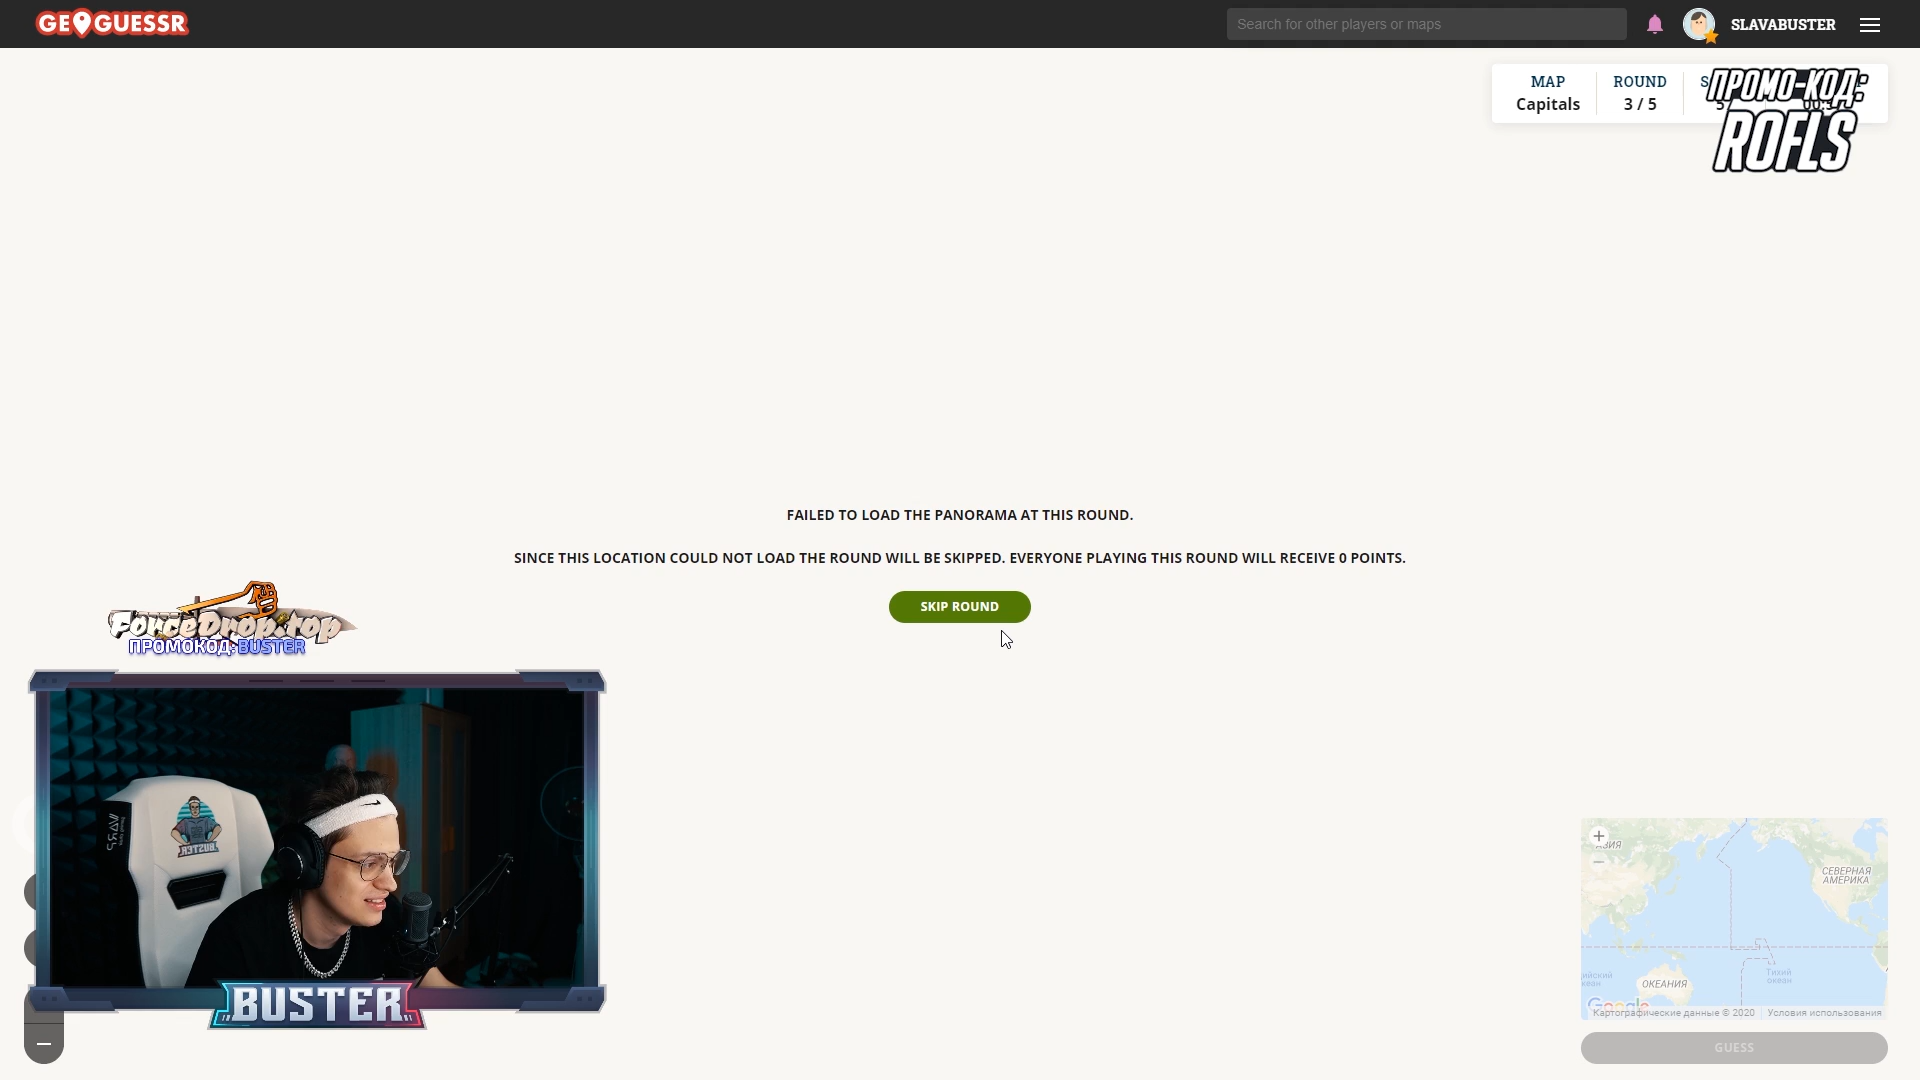 GEOGUESSR
Search for other players or maps
SLAVABUSTER
MAP
Capitals
ROUND
3 / 5
ПРОМО-КОД:
ROFLS
FAILED TO LOAD THE PANORAMA AT THIS ROUND.
SINCE THIS LOCATION COULD NOT LOAD THE ROUND WILL BE SKIPPED. EVERYONE PLAYING THIS ROUND WILL RECEIVE 0 POINTS.
SKIP ROUND
ForceDrop.top
ПРОМОКОД:BUSTER
BUSTER
АЗИЯ
СЕВЕРНАЯ
АМЕРИКА
Тихий
океан
ОКЕАНИЯ
Google
Картографические данные © 2020
Условия использования
GUESS